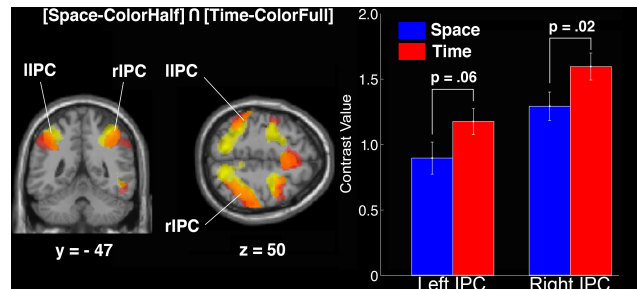 [Space-ColorHalf] ∩ [Time-ColorFull]
lIPC
rIPC
lIPC
rIPC
y = - 47
z = 50
Contrast Value
2.0
1.5
1.0
0.5
0
Space
Time
p = .06
p = .02
Left IPC
Right IPC